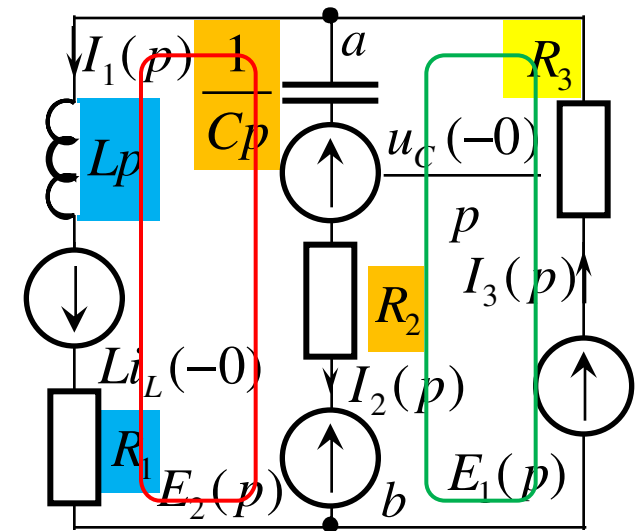 a
I₁(p)
1
Cp
R₃
Lp
u_C(−0)
p
I₃(p)
R₂
Li_L(−0)
I₂(p)
R₁
E₂(p)
b
E₁(p)